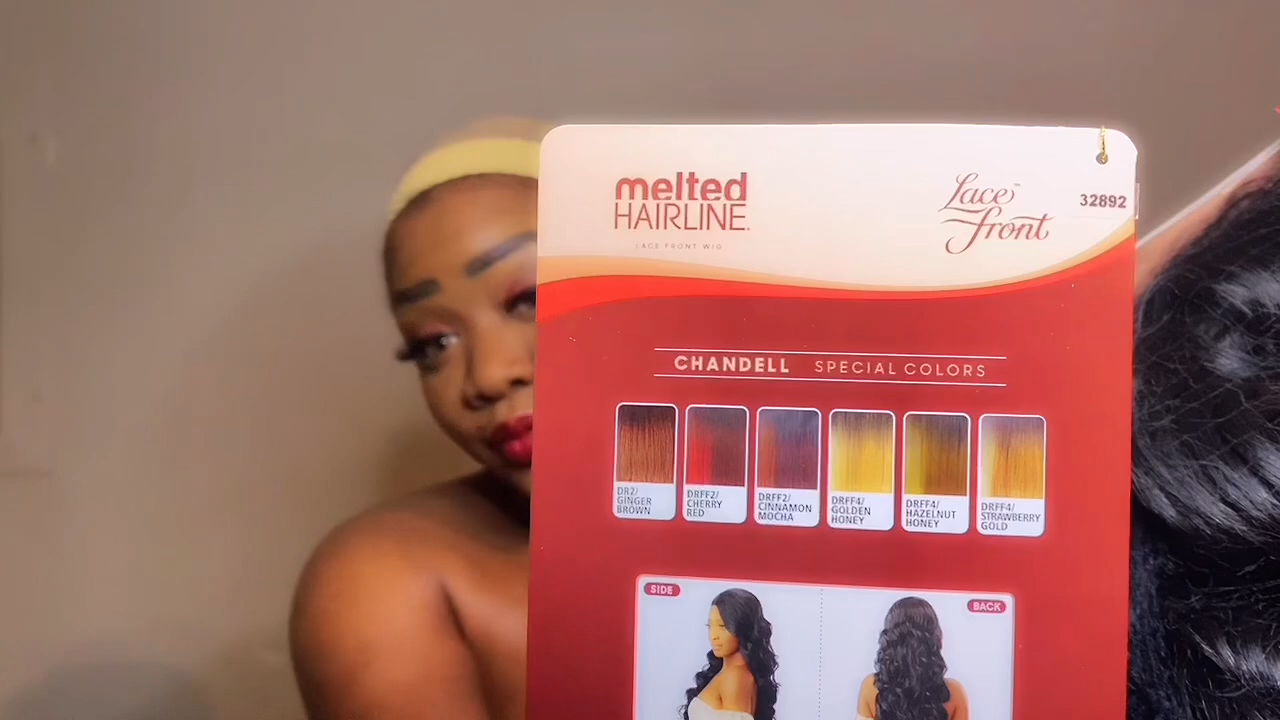 melted
HAIRLINE
LACE FRONT WIG
Lace™
Front
32892
CHANDELL SPECIAL COLORS
DR2/
GINGER
BROWN
DRFF2/
CHERRY
RED
DRFF2/
CINNAMON
MOCHA
DRFF4/
GOLDEN
HONEY
DRFF4/
HAZELNUT
HONEY
DRFF4/
STRAWBERRY
GOLD
SIDE
BACK